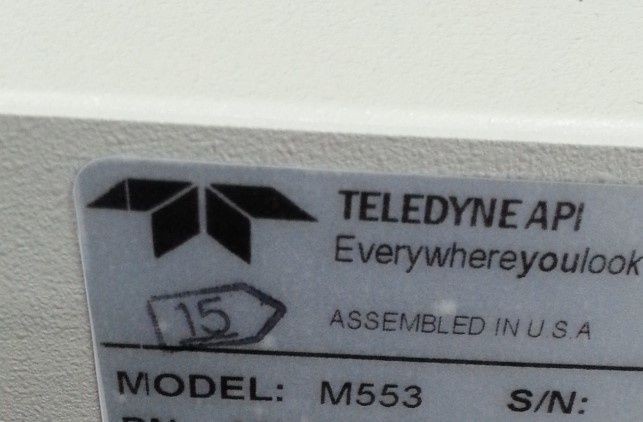 TELEDYNE API
Everywhereyoulook
ASSEMBLED IN U.S.A
15
MODEL: M553 S/N: